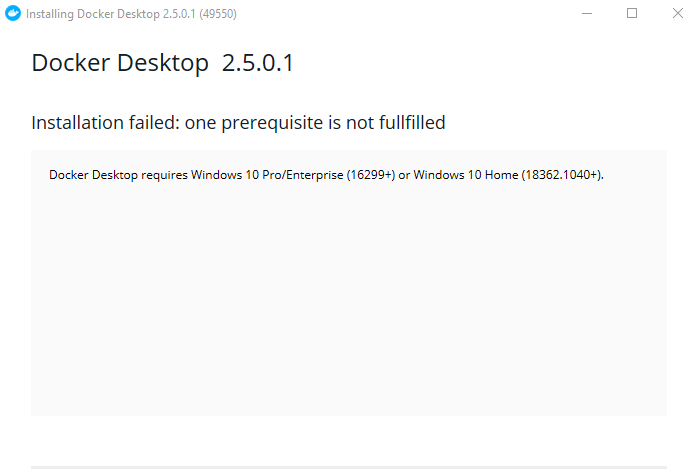 Installing Docker Desktop 2.5.0.1 (49550)
Docker Desktop 2.5.0.1
Installation failed: one prerequisite is not fullfilled
Docker Desktop requires Windows 10 Pro/Enterprise (16299+) or Windows 10 Home (18362.1040+).